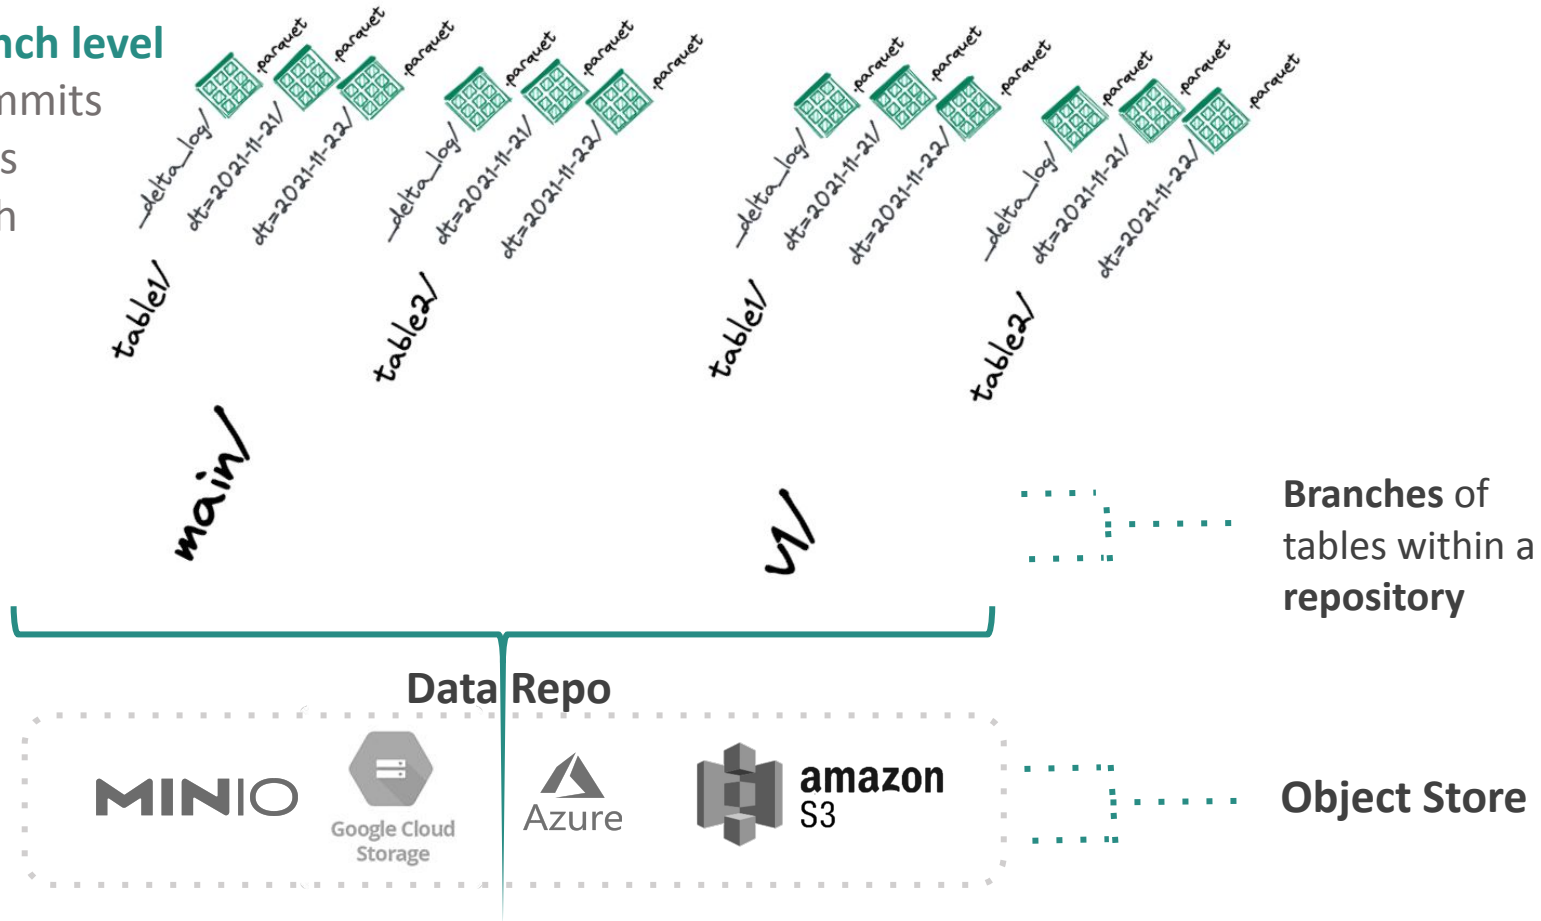 nch level
mmits
s
h
.parquet
.parquet
.parquet
.parquet
.parquet
.parquet
.parquet
.parquet
.parquet
.parquet
.parquet
.parquet
_delta_log/
dt=2021-11-21/
dt=2021-11-22/
_delta_log/
dt=2021-11-21/
dt=2021-11-22/
_delta_log/
dt=2021-11-21/
dt=2021-11-22/
_delta_log/
dt=2021-11-21/
dt=2021-11-22/
table1/
table2/
table1/
table2/
main/
v1/
Branches of
tables within a
repository
Data Repo
MINIO
Google Cloud
Storage
Azure
amazon
S3
Object Store